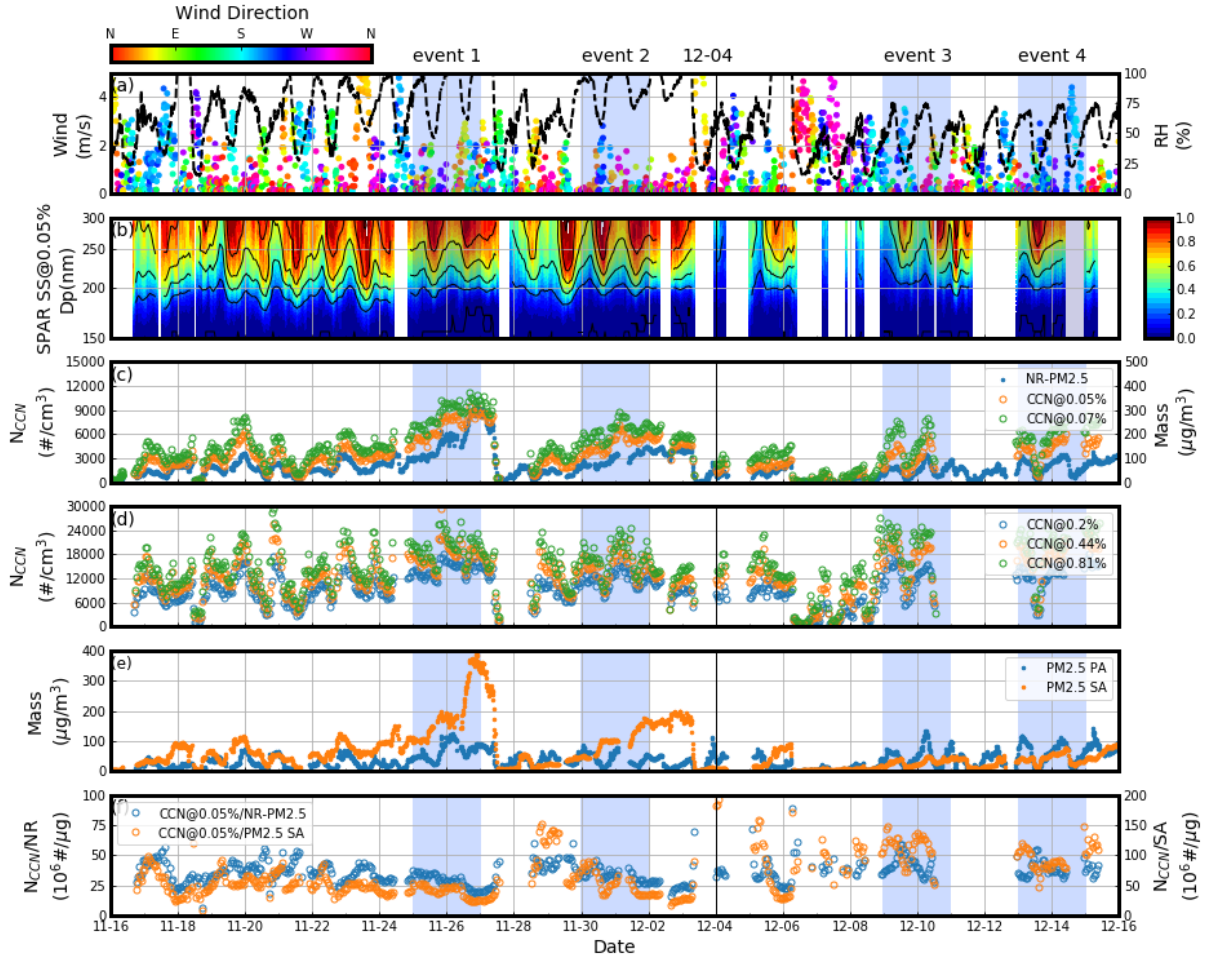 Wind Direction
N E S W N
event 1 event 2 12-04 event 3 event 4
(a)
Wind
(m/s)
4
2
0
100
75
50
25
0
RH
(%)
(b)
SPAR SS@0.05%
Dp(nm)
300
250
200
150
1.0
0.8
0.6
0.4
0.2
0.0
(c)
N_CCN
(#/cm³)
15000
12000
9000
6000
3000
0
NR-PM2.5
CCN@0.05%
CCN@0.07%
500
400
300
200
100
0
Mass
(μg/m³)
(d)
N_CCN
(#/cm³)
30000
24000
18000
12000
6000
0
CCN@0.2%
CCN@0.44%
CCN@0.81%
(e)
Mass
(μg/m³)
400
300
200
100
0
PM2.5 PA
PM2.5 SA
(f)
N_CCN/NR
(10⁶#/μg)
100
75
50
25
0
CCN@0.05%/NR-PM2.5
CCN@0.05%/PM2.5 SA
200
150
100
50
0
N_CCN/SA
(10⁶#/μg)
11-16 11-18 11-20 11-22 11-24 11-26 11-28 11-30 12-02 12-04 12-06 12-08 12-10 12-12 12-14 12-16
Date